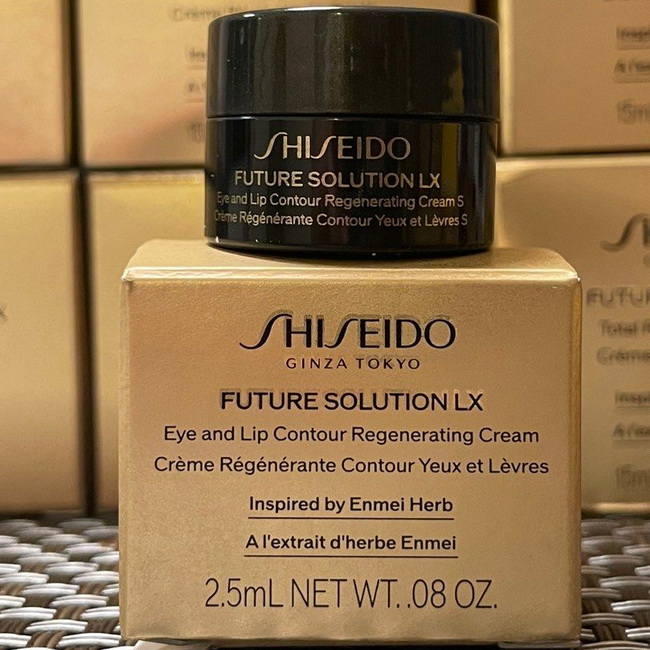 SHISEIDO
FUTURE SOLUTION LX
Eye and Lip Contour Regenerating Cream S
Crème Régénérante Contour Yeux et Lèvres S
SHISEIDO
GINZA TOKYO
FUTURE SOLUTION LX
Eye and Lip Contour Regenerating Cream
Crème Régénérante Contour Yeux et Lèvres
Inspired by Enmei Herb
A l'extrait d'herbe Enmei
2.5mL NET WT. .08 OZ.